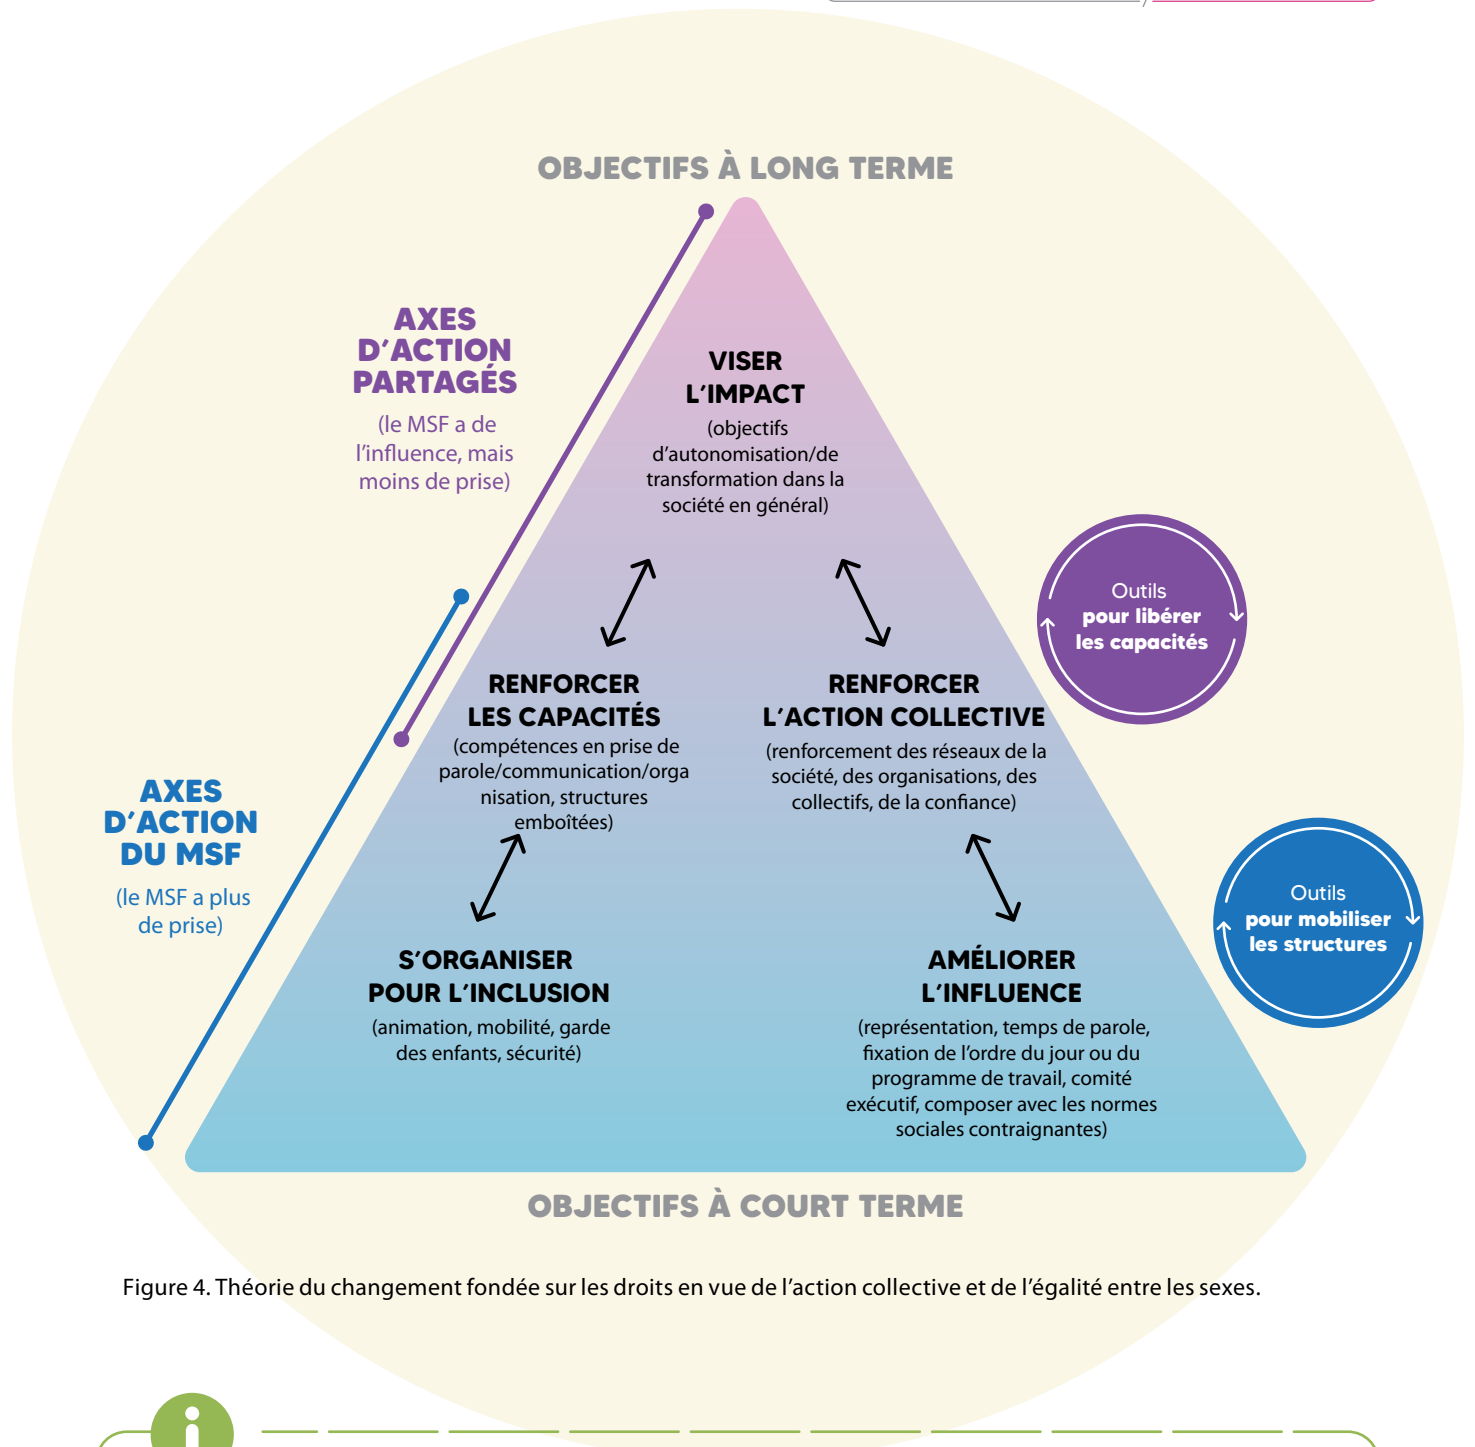 OBJECTIFS À LONG TERME
AXES
D'ACTION
PARTAGÉS
(le MSF a de
l'influence, mais
moins de prise)
VISER
L'IMPACT
(objectifs
d'autonomisation/de
transformation dans la
société en général)
Outils
pour libérer
les capacités
RENFORCER
LES CAPACITÉS
(compétences en prise de
parole/communication/orga
nisation, structures
emboîtées)
RENFORCER
L'ACTION COLLECTIVE
(renforcement des réseaux de la
société, des organisations, des
collectifs, de la confiance)
AXES
D'ACTION
DU MSF
(le MSF a plus
de prise)
Outils
pour mobiliser
les structures
S'ORGANISER
POUR L'INCLUSION
(animation, mobilité, garde
des enfants, sécurité)
AMÉLIORER
L'INFLUENCE
(représentation, temps de parole,
fixation de l'ordre du jour ou du
programme de travail, comité
exécutif, composer avec les normes
sociales contraignantes)
OBJECTIFS À COURT TERME
Figure 4. Théorie du changement fondée sur les droits en vue de l'action collective et de l'égalité entre les sexes.